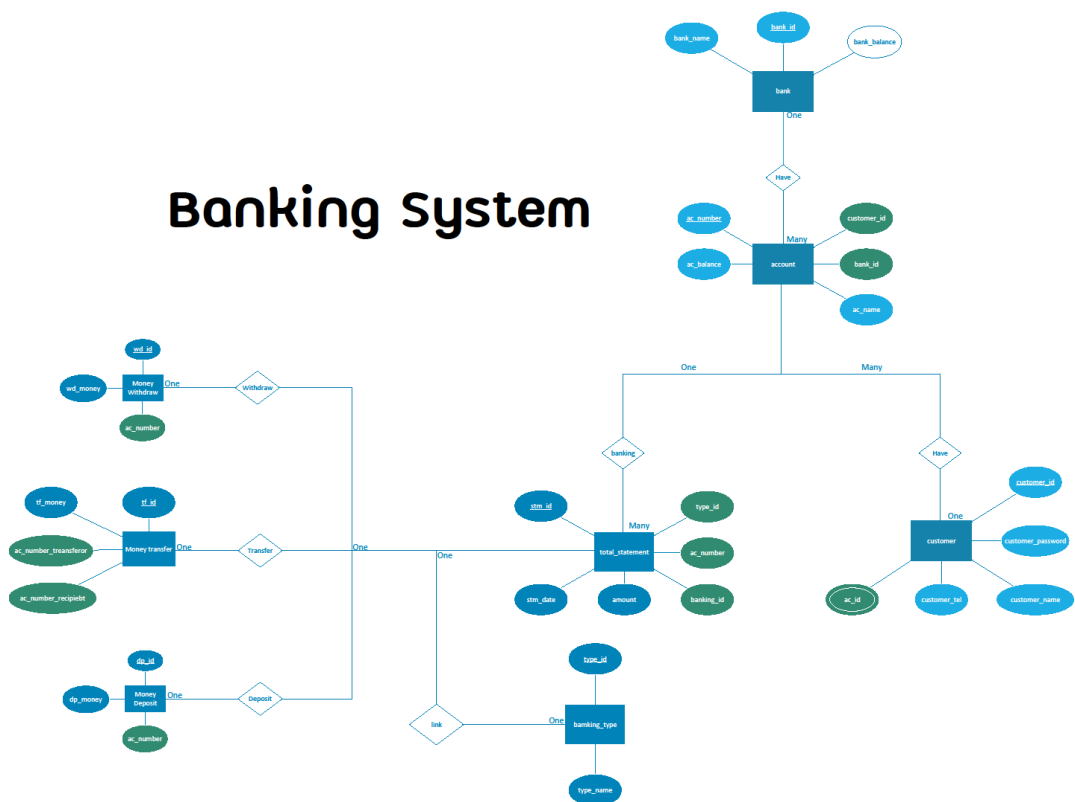 bank_id
bank_name
bank_balance
bank
One
Have
Banking System
ac_number
customer_id
Many
ac_balance
account
bank_id
ac_name
wd_id
One
Many
wd_money
Money
Withdraw
One
Withdraw
ac_number
banking
Have
customer_id
tf_money
tf_id
stm_id
type_id
Many
One
ac_number_treansferor
Money transfer
One
Transfer
One
One
total_statement
ac_number
customer
customer_password
ac_number_recipiebt
stm_date
amount
banking_id
ac_id
customer_tel
customer_name
dp_id
type_id
dp_money
Money
Deposit
One
Deposit
link
One
bamking_type
ac_number
type_name